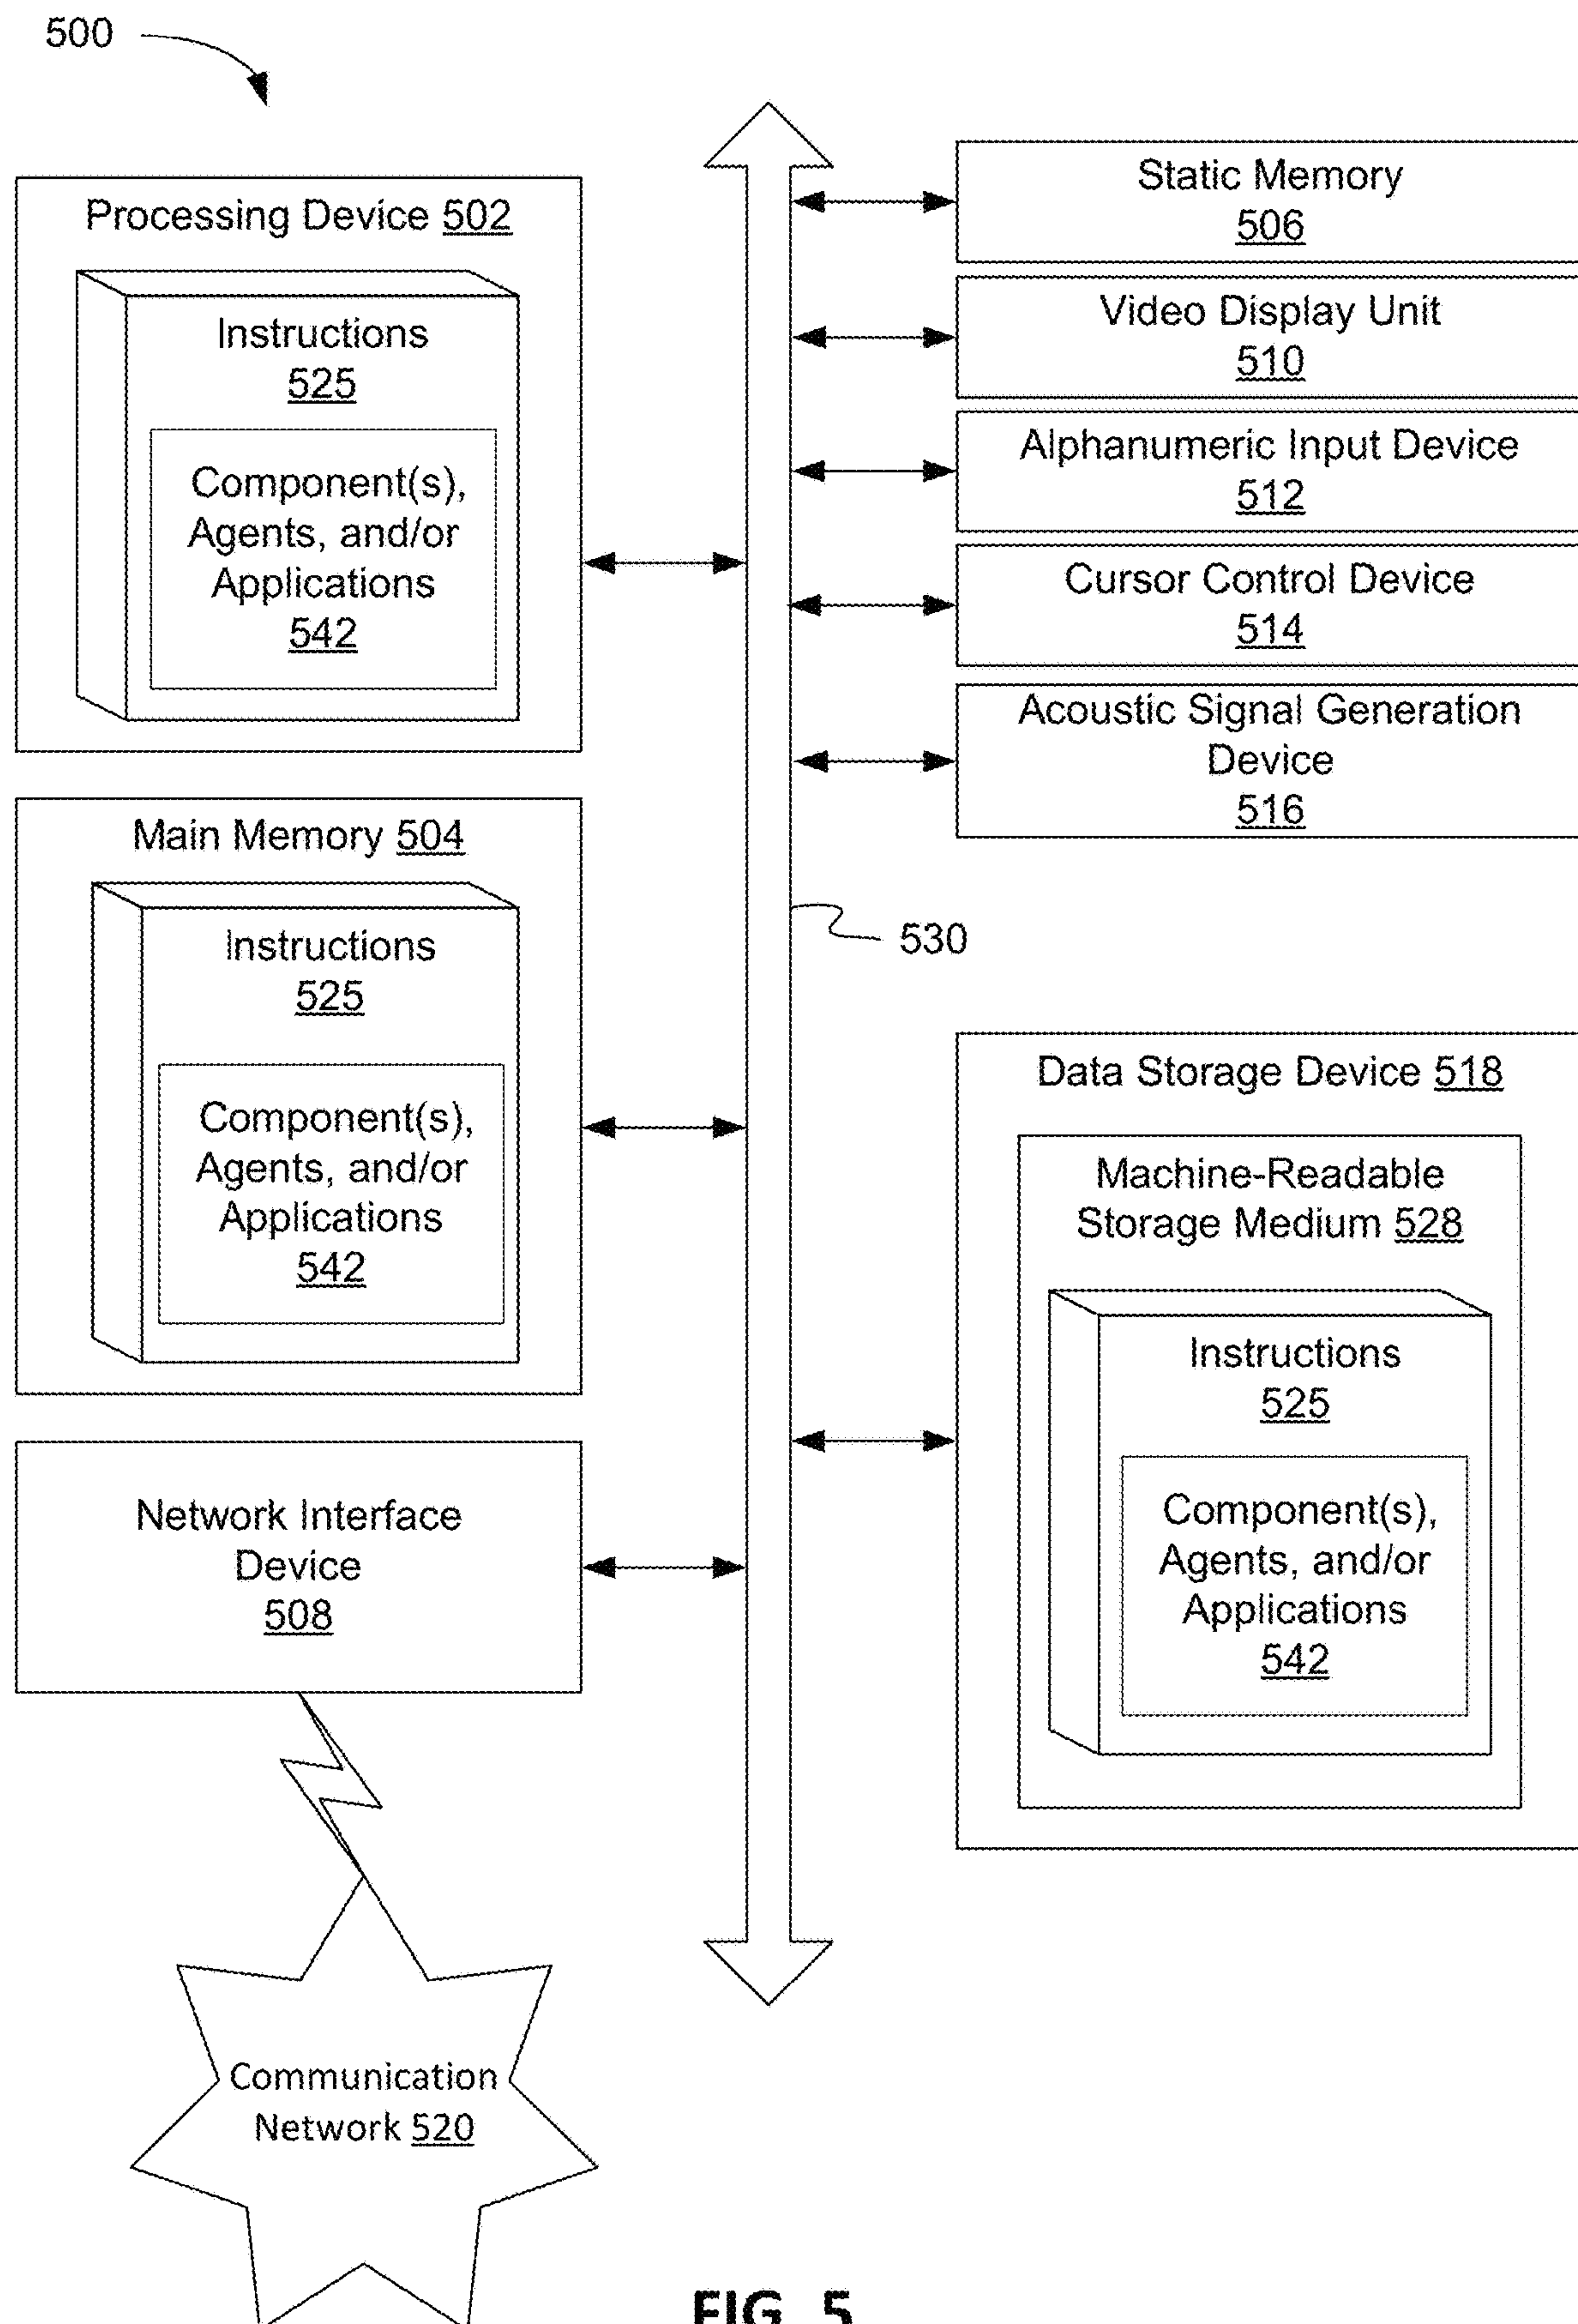 500
Processing Device 502
Instructions
525
Component(s),
Agents, and/or
Applications
542
Main Memory 504
Instructions
525
Component(s),
Agents, and/or
Applications
542
Network Interface
Device
508
Communication
Network 520
Static Memory
506
Video Display Unit
510
Alphanumeric Input Device
512
Cursor Control Device
514
Acoustic Signal Generation
Device
516
530
Data Storage Device 518
Machine-Readable
Storage Medium 528
Instructions
525
Component(s),
Agents, and/or
Applications
542
FIG. 5